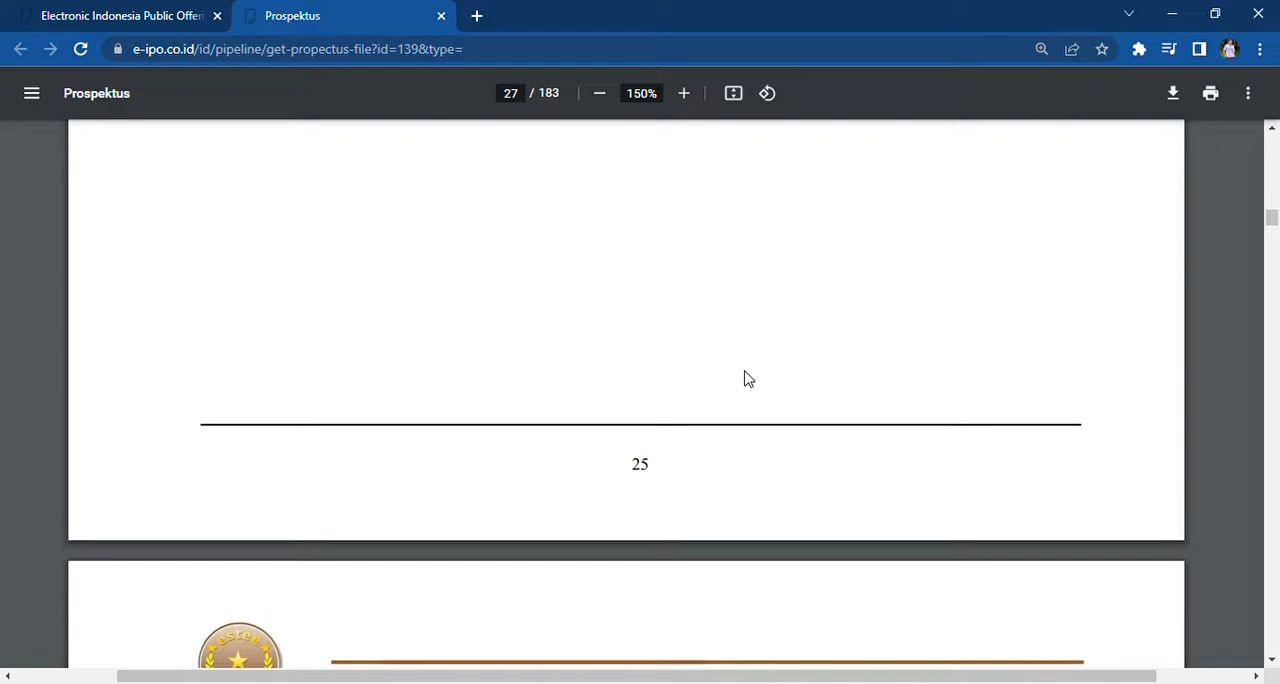 Electronic Indonesia Public Offeri
Prospektus
e-ipo.co.id/id/pipeline/get-propectus-file?id=139&type=
Prospektus
27 / 183
150%
25
estee